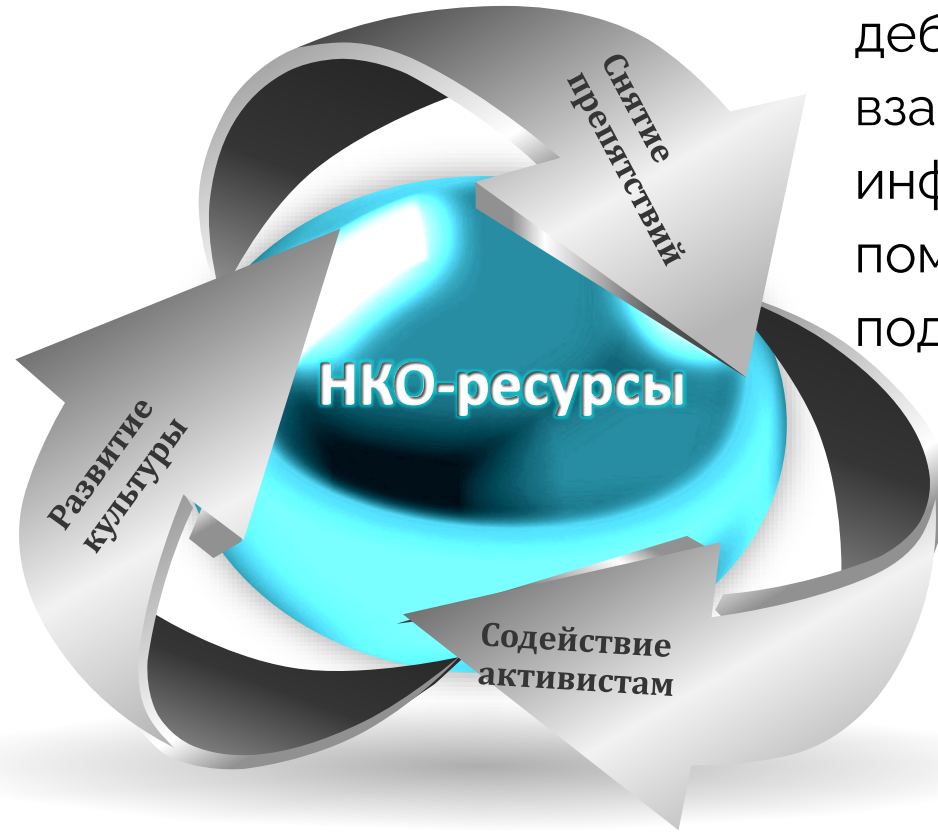 Снятие
препятствий
НКО-ресурсы
Развитие
культуры
Содействие
активистам